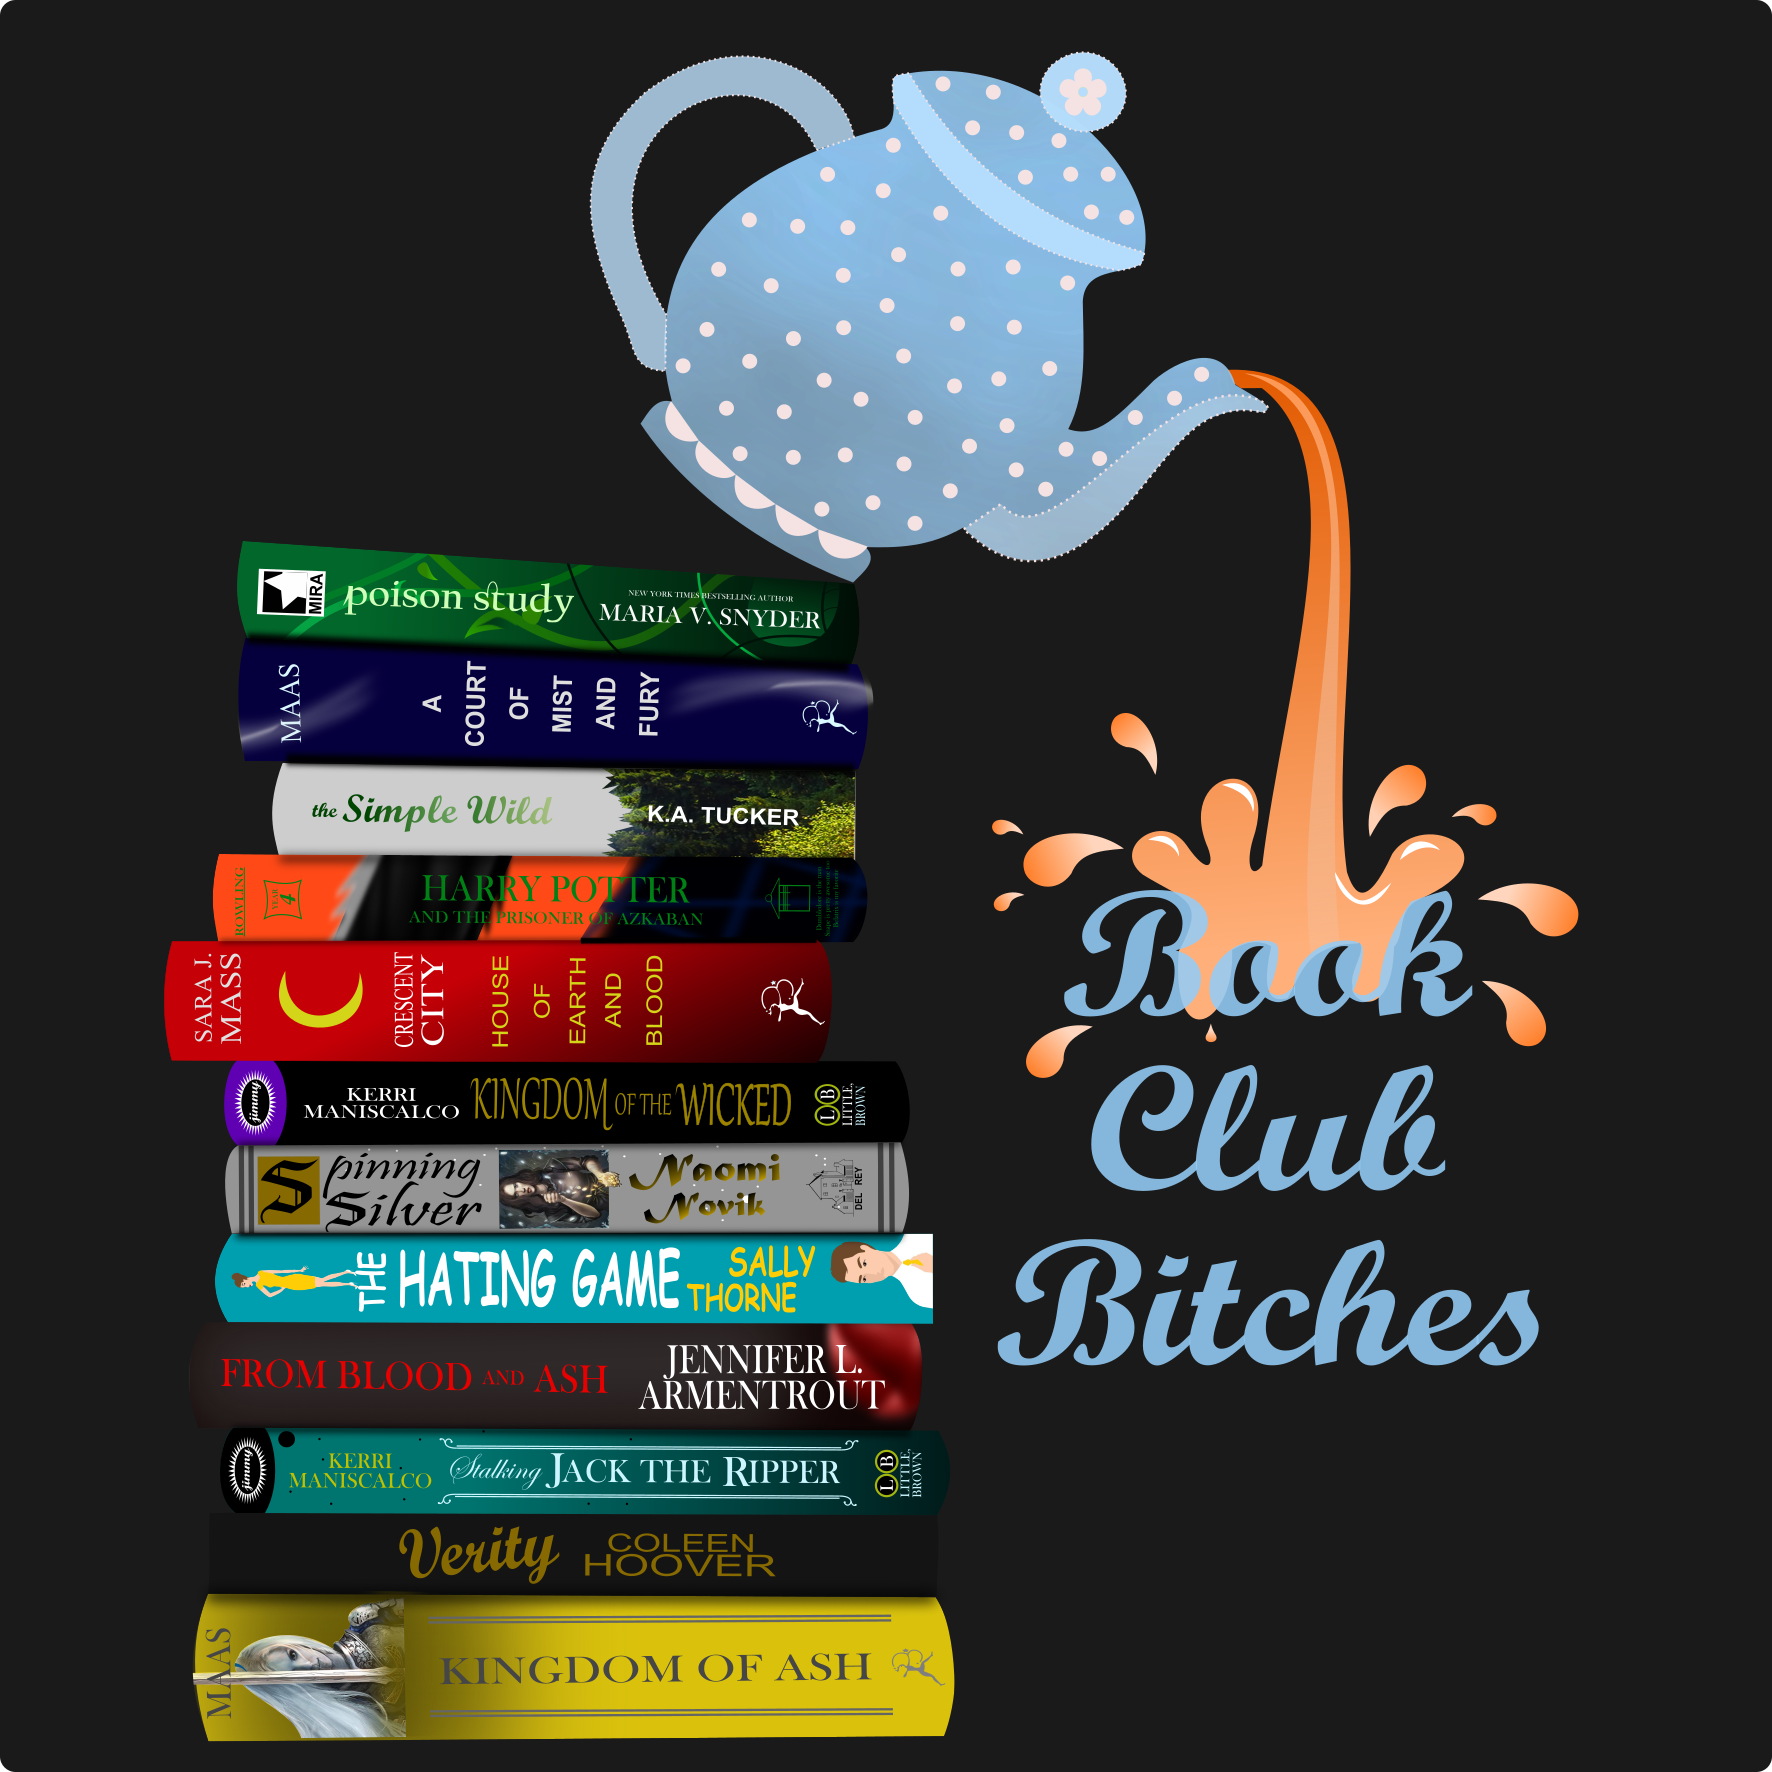 MIRA
poison study
NEW YORK TIMES BESTSELLING AUTHOR
MARIA V. SNYDER
MAAS
A
COURT
OF
MIST
AND
FURY
the Simple Wild
K.A. TUCKER
ROWLING
YEAR
4
HARRY POTTER
AND THE PRISONER OF AZKABAN
SARA J.
MASS
CRESCENT
CITY
HOUSE
OF
EARTH
AND
BLOOD
jimmy
KERRI
MANISCALCO
KINGDOM OF THE WICKED
LB
LITTLE,
BROWN
Spinning
Silver
Naomi
Novik
DEL REY
THE
HATING GAME
SALLY
THORNE
FROM BLOOD AND ASH
JENNIFER L.
ARMENTROUT
jimmy
KERRI
MANISCALCO
Stalking JACK THE RIPPER
LB
LITTLE,
BROWN
Verity
COLEEN
HOOVER
MAAS
KINGDOM OF ASH
Book
Club
Bitches